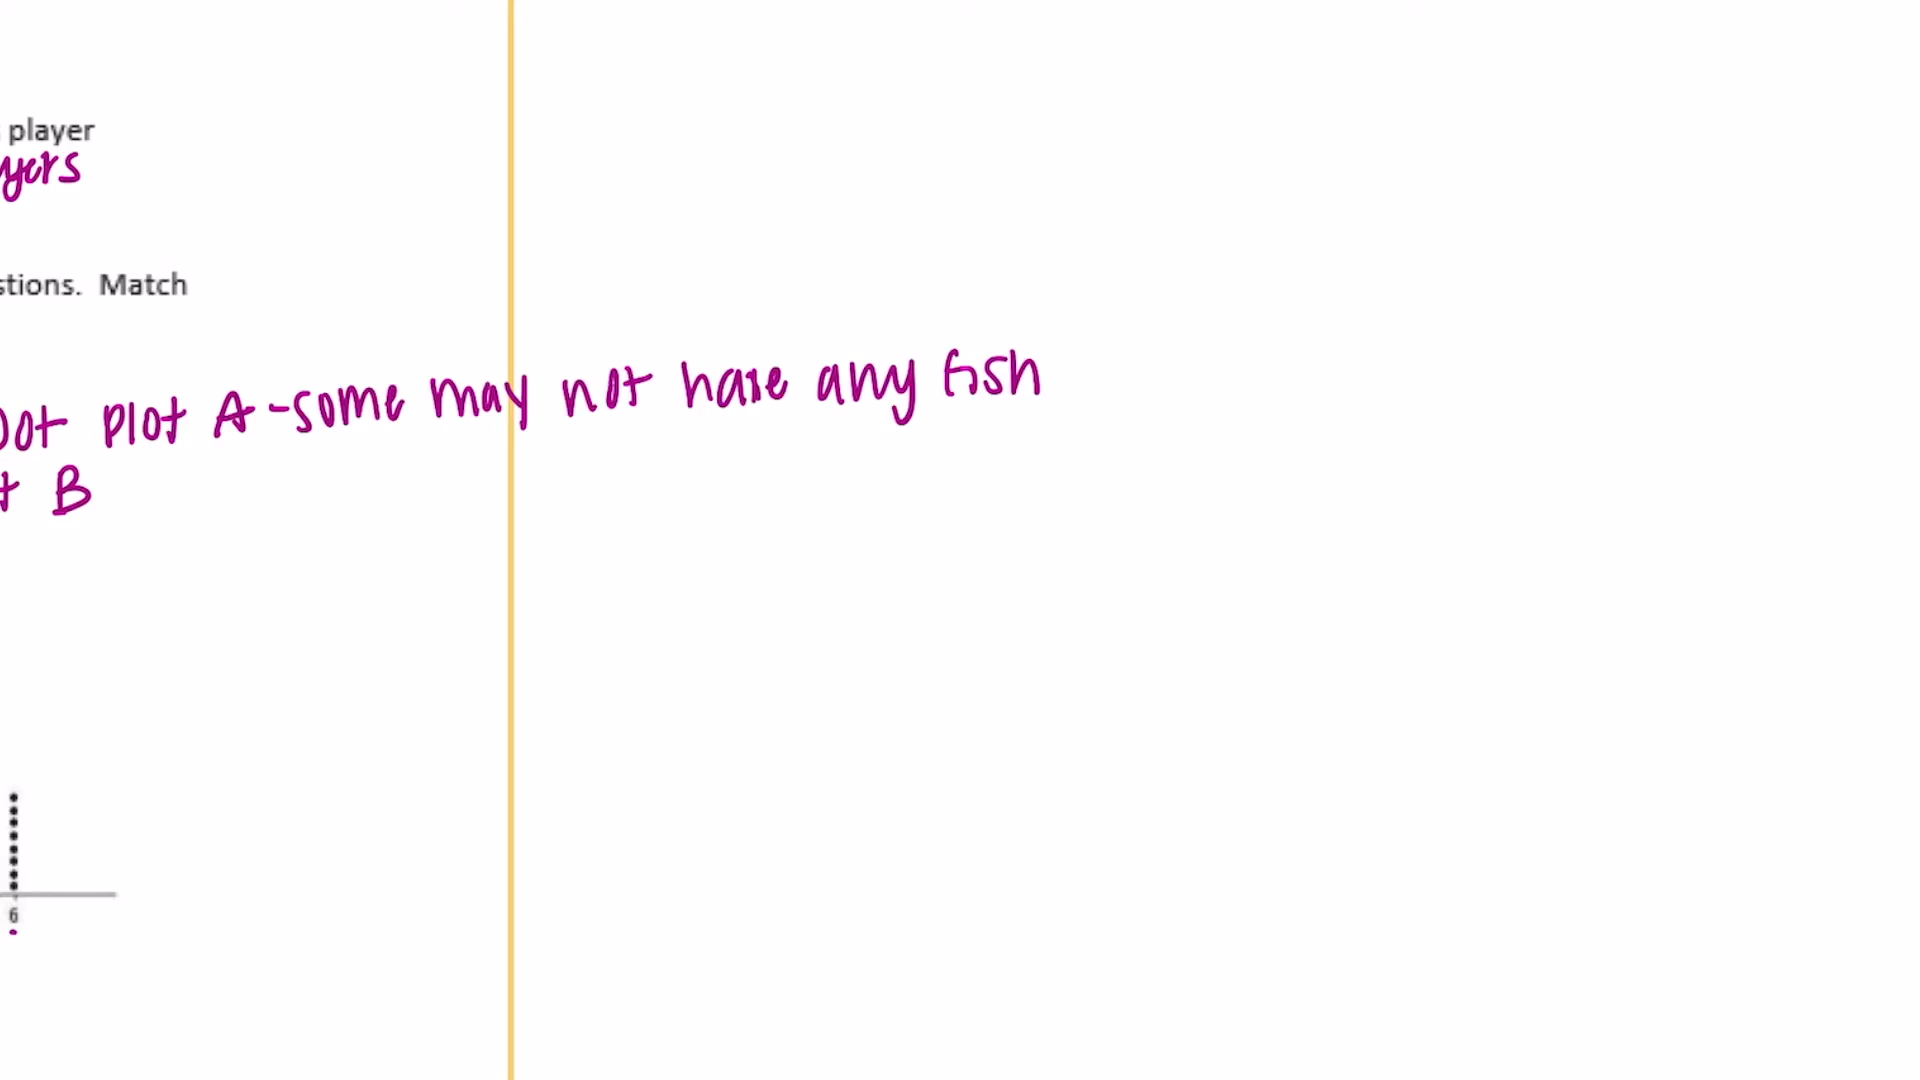 player
yers
stions. Match
Dot Plot A-some may not have any fish
t B
6